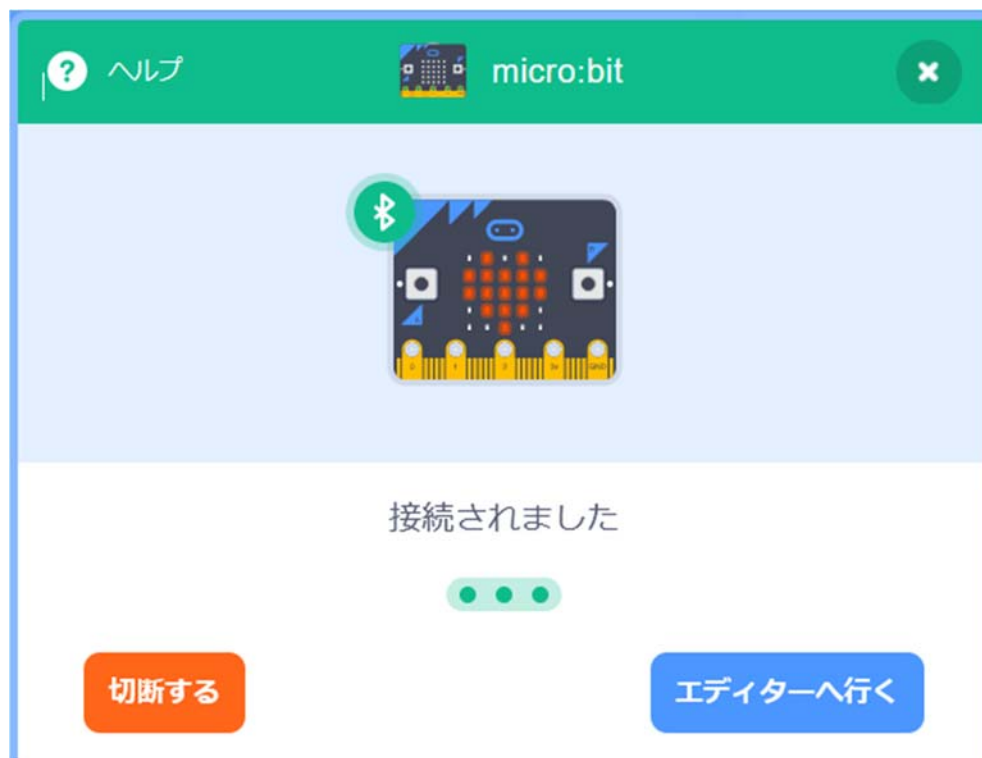 ? ヘルプ
micro:bit
接続されました
切断する
エディターへ行く